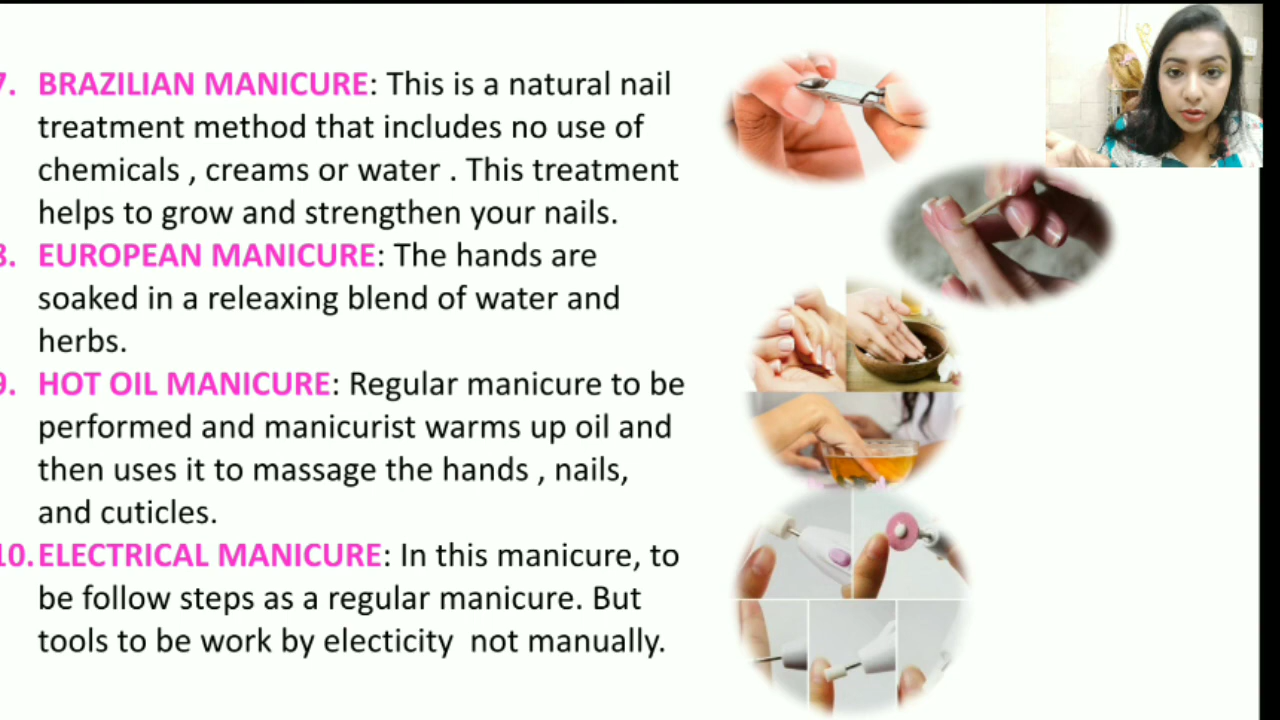 7. BRAZILIAN MANICURE: This is a natural nail
treatment method that includes no use of
chemicals , creams or water . This treatment
helps to grow and strengthen your nails.
8. EUROPEAN MANICURE: The hands are
soaked in a releaxing blend of water and
herbs.
9. HOT OIL MANICURE: Regular manicure to be
performed and manicurist warms up oil and
then uses it to massage the hands , nails,
and cuticles.
10. ELECTRICAL MANICURE: In this manicure, to
be follow steps as a regular manicure. But
tools to be work by electicity not manually.